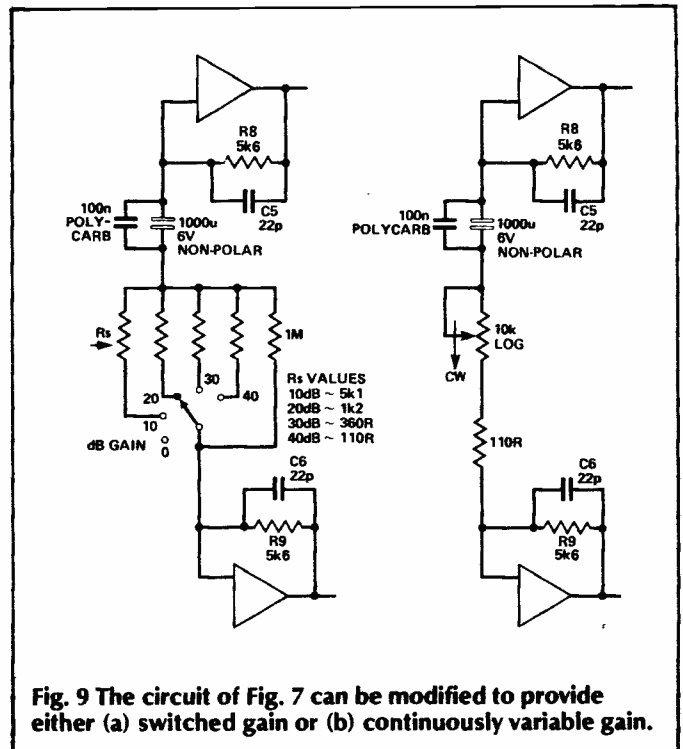 R8
5k6
C5
22p
100n
POLY-
CARB
1000u
6V
NON-POLAR
Rs
1M
30
20
40
10
dB GAIN
0
Rs VALUES
10dB ~ 5k1
20dB ~ 1k2
30dB ~ 360R
40dB ~ 110R
C6
22p
R9
5k6
R8
5k6
C5
22p
100n
POLYCARB
1000u
6V
NON-POLAR
10k
LOG
CW
110R
C6
22p
R9
5k6
Fig. 9 The circuit of Fig. 7 can be modified to provide
either (a) switched gain or (b) continuously variable gain.